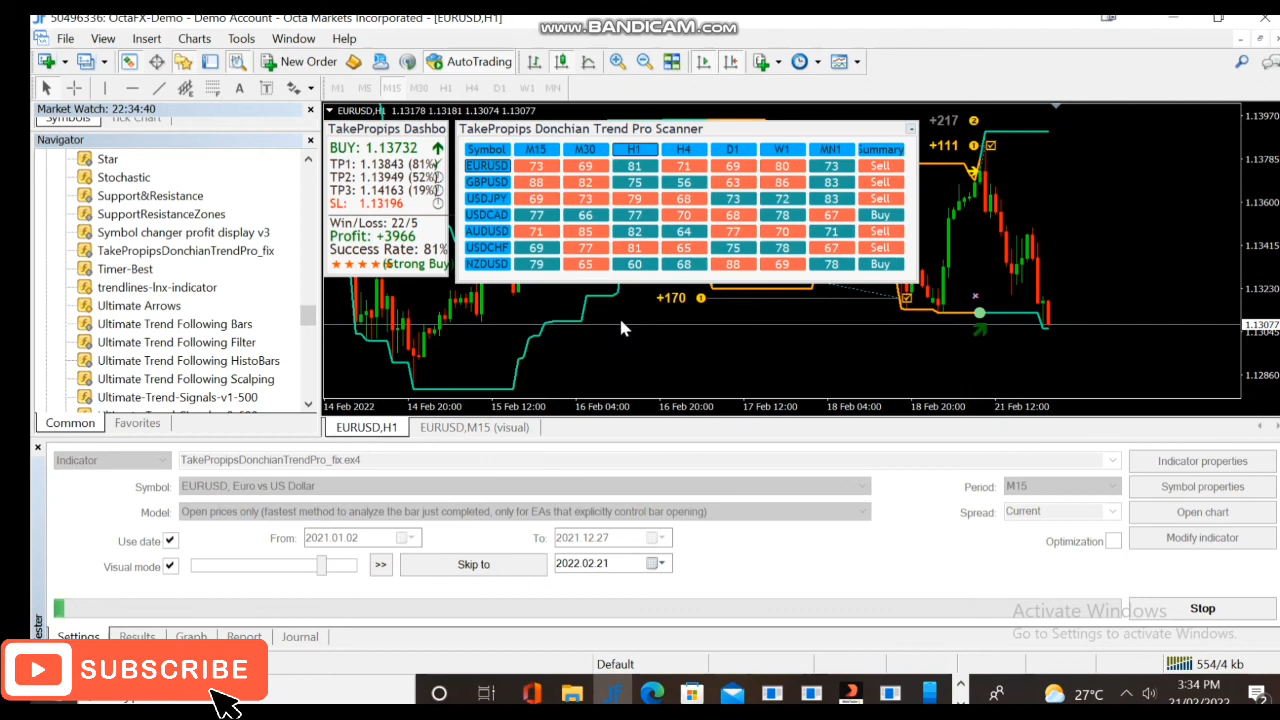 50496336: OctaFX-Demo - Demo Account - Octa Markets Incorporated - [EURUSD,H1]
www.BANDICAM.com
File View Insert Charts Tools Window Help
New Order AutoTrading
M1 M5 M15 M30 H1 H4 D1 W1 MN
Market Watch: 22:34:40
Symbols Tick Chart
Navigator
Star
Stochastic
Support&Resistance
SupportResistanceZones
Symbol changer profit display v3
TakePropipsDonchianTrendPro_fix
Timer-Best
trendlines-lnx-indicator
Ultimate Arrows
Ultimate Trend Following Bars
Ultimate Trend Following Filter
Ultimate Trend Following HistoBars
Ultimate Trend Following Scalping
Ultimate-Trend-Signals-v1-500
Common Favorites
EURUSD,H1 1.13178 1.13181 1.13074 1.13077
TakePropips Dashbo
BUY: 1.13732
TP1: 1.13843 (81%)
TP2: 1.13949 (52%)
TP3: 1.14163 (19%)
SL: 1.13196
Win/Loss: 22/5
Profit: +3966
Success Rate: 81%
(Strong Buy
TakePropips Donchian Trend Pro Scanner
Symbol M15 M30 H1 H4 D1 W1 MN1 Summary
EURUSD 73 69 81 71 69 80 73 Sell
GBPUSD 88 82 75 56 63 86 83 Sell
USDJPY 69 73 79 68 73 72 83 Sell
USDCAD 77 66 77 70 68 78 67 Buy
AUDUSD 71 85 82 64 77 70 71 Sell
USDCHF 69 77 81 65 75 78 67 Sell
NZDUSD 79 65 60 68 88 69 78 Buy
+217 2
+111 1
+170 1
1.13970
1.13785
1.13600
1.13415
1.13230
1.13077
1.13045
1.12860
14 Feb 2022 14 Feb 20:00 15 Feb 12:00 16 Feb 04:00 16 Feb 20:00 17 Feb 12:00 18 Feb 04:00 18 Feb 20:00 21 Feb 12:00
EURUSD,H1 EURUSD,M15 (visual)
Indicator TakePropipsDonchianTrendPro_fix.ex4 Indicator properties
Symbol: EURUSD, Euro vs US Dollar Period: M15 Symbol properties
Model: Open prices only (fastest method to analyze the bar just completed, only for EAs that explicitly control bar opening) Spread: Current Open chart
Use date From: 2021.01.02 To: 2021.12.27 Optimization Modify indicator
Visual mode >> Skip to 2022.02.21
Stop
Activate Windows
Go to Settings to activate Windows.
Settings Results Graph Report Journal
SUBSCRIBE
Default 554/4 kb
27°C 3:34 PM
21/02/2022
2